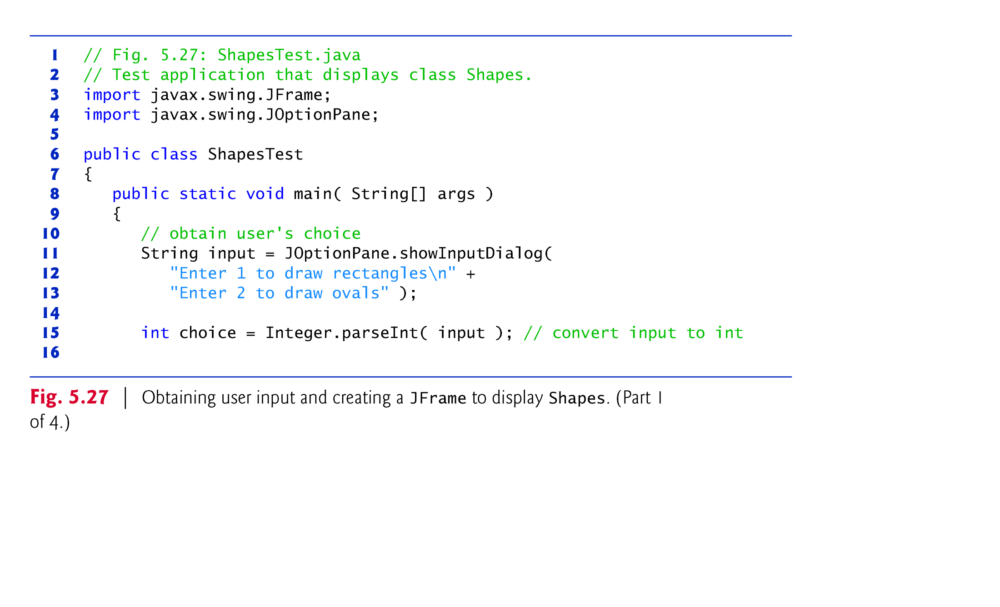 1 // Fig. 5.27: ShapesTest.java
2 // Test application that displays class Shapes.
3 import javax.swing.JFrame;
4 import javax.swing.JOptionPane;
5
6 public class ShapesTest
7 {
8    public static void main( String[] args )
9    {
10       // obtain user's choice
11       String input = JOptionPane.showInputDialog(
12          "Enter 1 to draw rectangles\n" +
13          "Enter 2 to draw ovals" );
14
15       int choice = Integer.parseInt( input ); // convert input to int
16
Fig. 5.27 | Obtaining user input and creating a JFrame to display Shapes. (Part 1
of 4.)